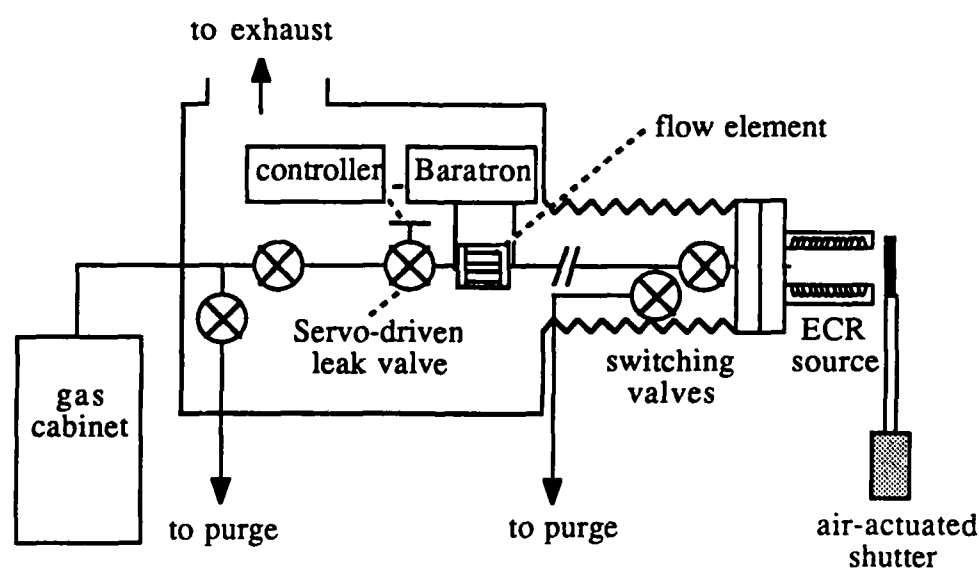 to exhaust
flow element
controller
Baratron
Servo-driven
leak valve
switching
valves
ECR
source
gas
cabinet
to purge
to purge
air-actuated
shutter